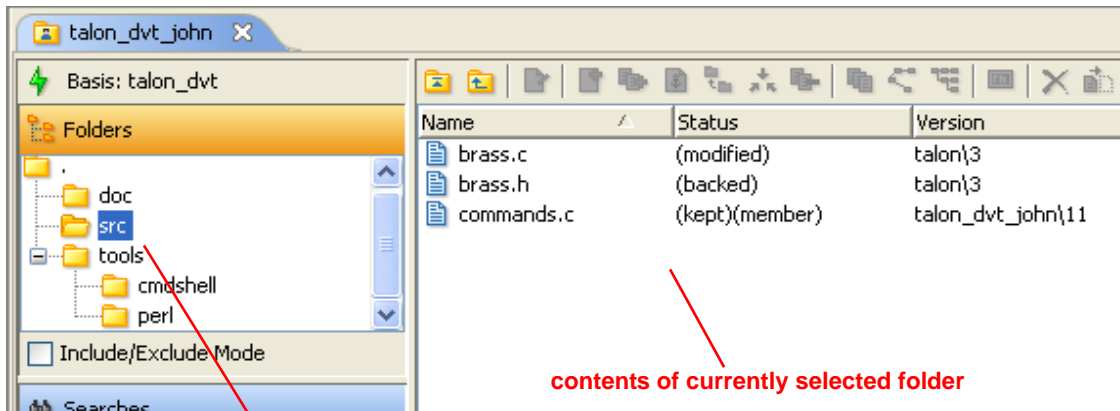 talon_dvt_john
Basis: talon_dvt
Folders
.
doc
src
tools
cmdshell
perl
Include/Exclude Mode
Searches
Name Status Version
brass.c (modified) talon\3
brass.h (backed) talon\3
commands.c (kept)(member) talon_dvt_john\11
contents of currently selected folder